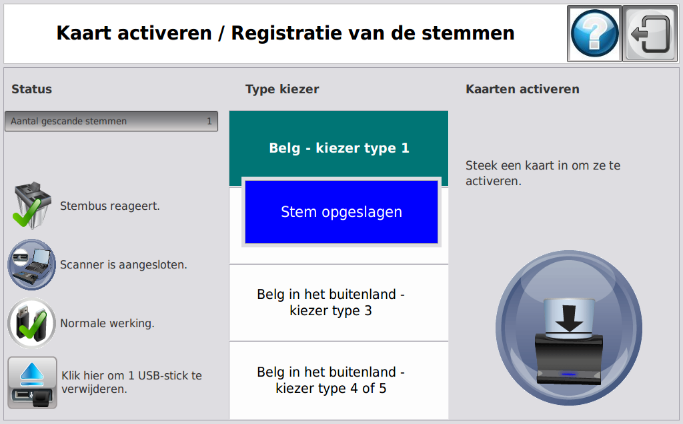 Kaart activeren / Registratie van de stemmen
Status
Aantal gescande stemmen 1
Stembus reageert.
Scanner is aangesloten.
Normale werking.
Klik hier om 1 USB-stick te
verwijderen.
Type kiezer
Belg - kiezer type 1
Stem opgeslagen
Belg in het buitenland -
kiezer type 3
Belg in het buitenland -
kiezer type 4 of 5
Kaarten activeren
Steek een kaart in om ze te
activeren.